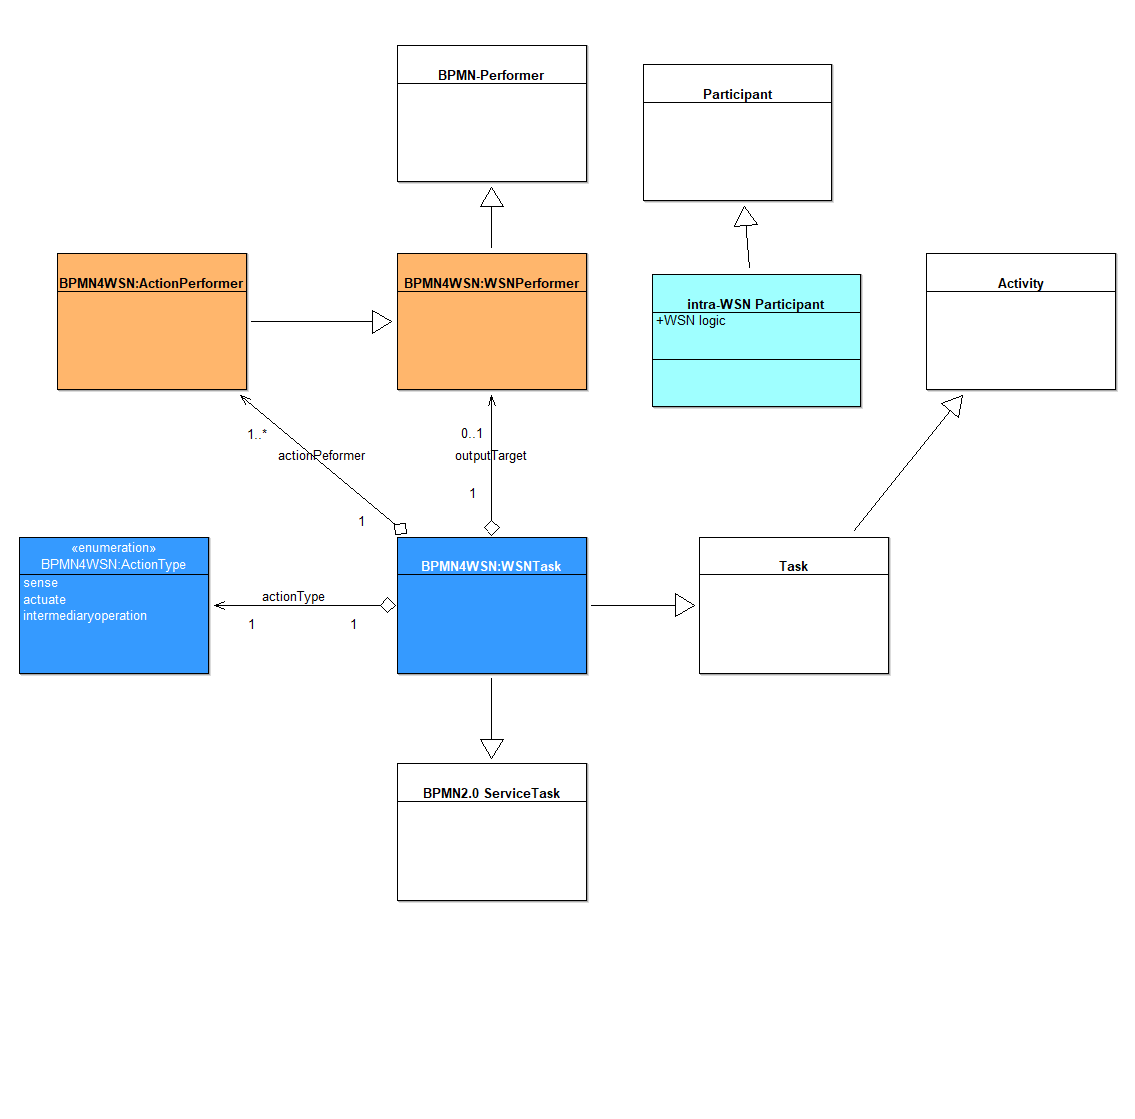 BPMN-Performer
Participant
BPMN4WSN:ActionPerformer
BPMN4WSN:WSNPerformer
intra-WSN Participant
+WSN logic
Activity
1..*
actionPeformer
1
0..1
outputTarget
1
«enumeration»
BPMN4WSN:ActionType
sense
actuate
intermediaryoperation
actionType
1
1
BPMN4WSN:WSNTask
Task
BPMN2.0 ServiceTask